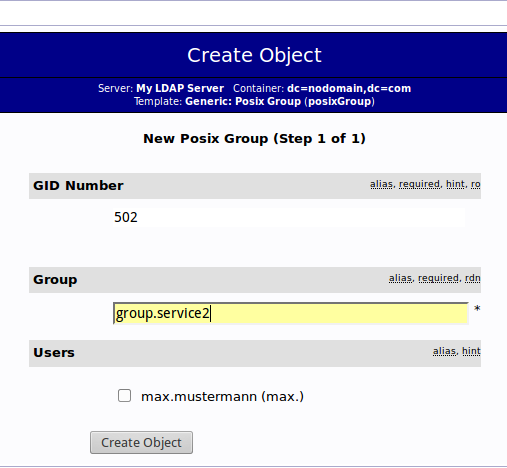 Create Object
Server: My LDAP Server Container: dc=nodomain,dc=com
Template: Generic: Posix Group (posixGroup)
New Posix Group (Step 1 of 1)
GID Number alias, required, hint, ro
502
Group alias, required, rdn
group.service2 *
Users alias, hint
max.mustermann (max.)
Create Object